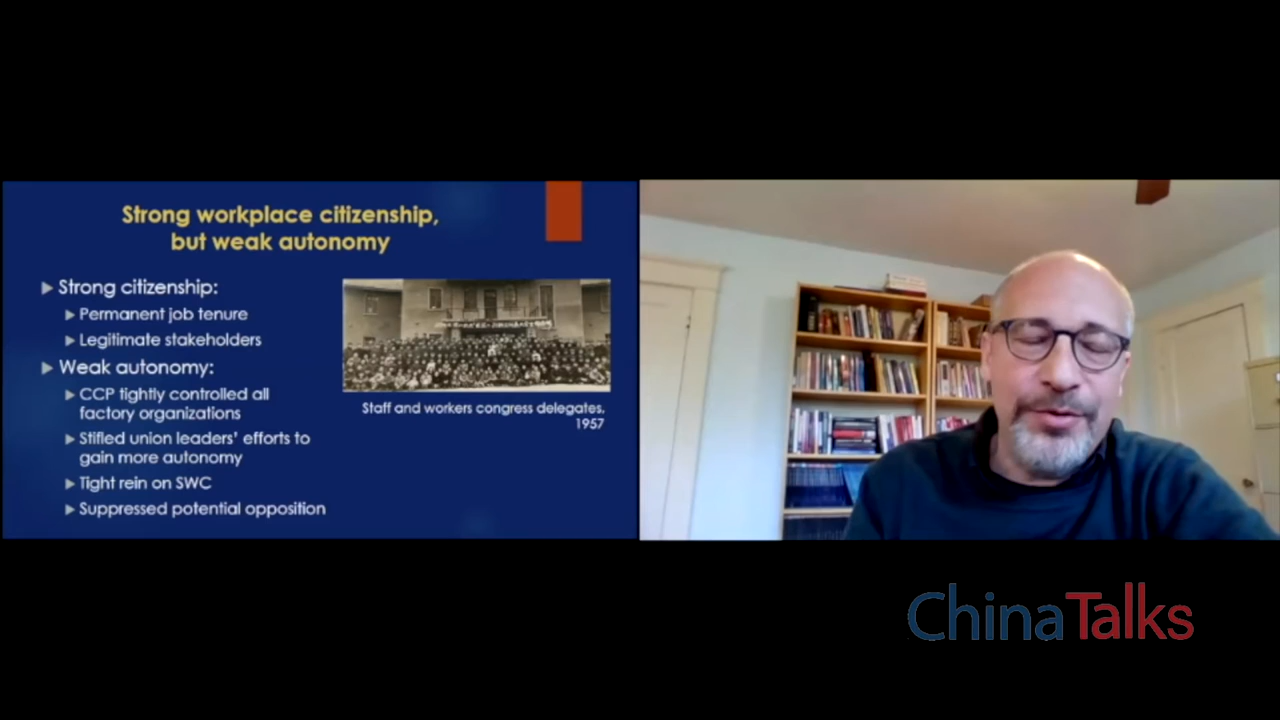 Strong workplace citizenship,
but weak autonomy
Strong citizenship:
Permanent job tenure
Legitimate stakeholders
Weak autonomy:
CCP tightly controlled all
factory organizations
Stifled union leaders' efforts to
gain more autonomy
Tight rein on SWC
Suppressed potential opposition
Staff and workers congress delegates,
1957
ChinaTalks